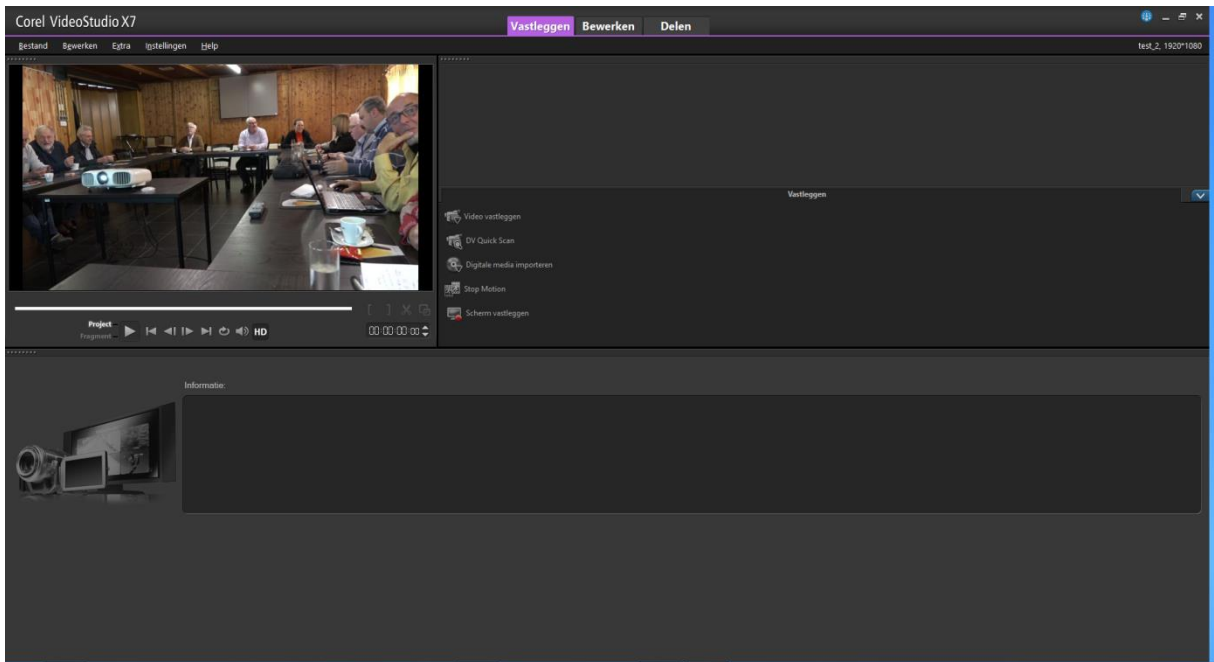 Corel VideoStudio X7
Vastleggen Bewerken Delen
Bestand Bewerken Extra Instellingen Help
test_2, 1920*1080
Vastleggen
Video vastleggen
DV Quick Scan
Digitale media importeren
Stop Motion
Scherm vastleggen
Project
Fragment
HD
00:00:00:00
Informatie: